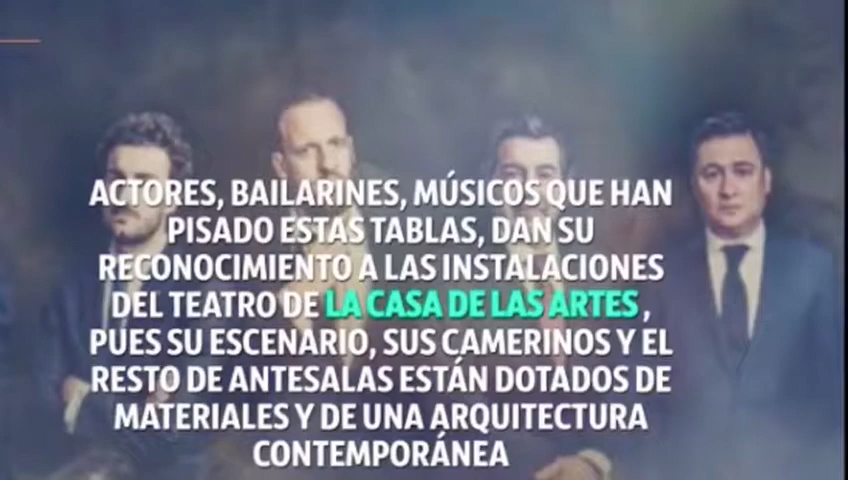 ACTORES, BAILARINES, MÚSICOS QUE HAN
PISADO ESTAS TABLAS, DAN SU
RECONOCIMIENTO A LAS INSTALACIONES
DEL TEATRO DE LA CASA DE LAS ARTES ,
PUES SU ESCENARIO, SUS CAMERINOS Y EL
RESTO DE ANTESALAS ESTÁN DOTADOS DE
MATERIALES Y DE UNA ARQUITECTURA
CONTEMPORÁNEA